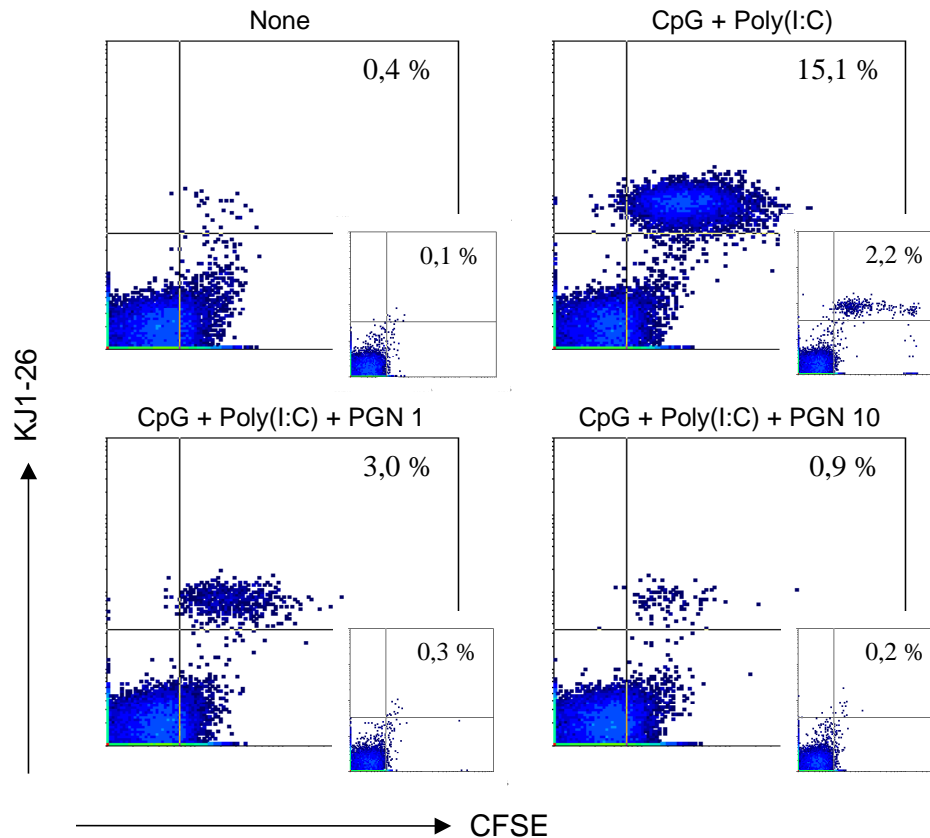 None
0,4 %
0,1 %
CpG + Poly(I:C)
15,1 %
2,2 %
CpG + Poly(I:C) + PGN 1
3,0 %
0,3 %
CpG + Poly(I:C) + PGN 10
0,9 %
0,2 %
KJ1-26
CFSE